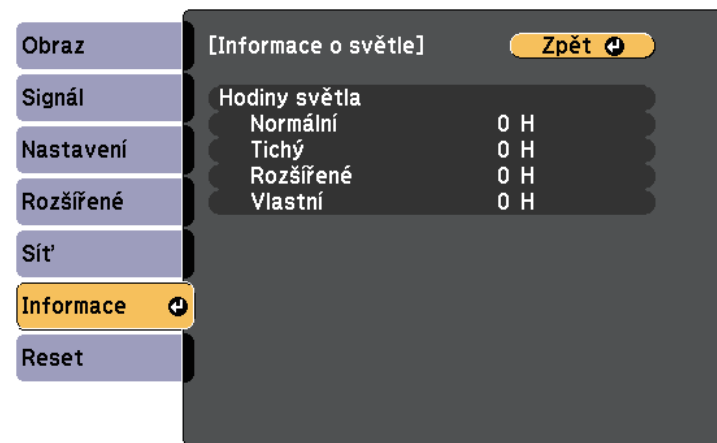 Obraz
Signál
Nastavení
Rozšířené
Síť
Informace
Reset
[Informace o světle] Zpět
Hodiny světla
Normální 0 H
Tichý 0 H
Rozšířené 0 H
Vlastní 0 H